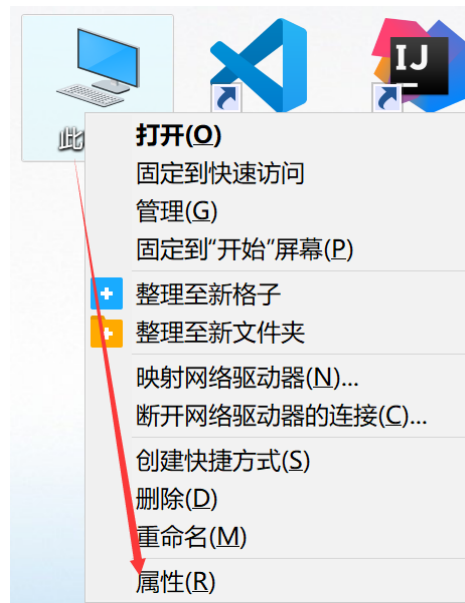 IJ
此
打开(O)
固定到快速访问
管理(G)
固定到"开始"屏幕(P)
整理至新格子
整理至新文件夹
映射网络驱动器(N)...
断开网络驱动器的连接(C)...
创建快捷方式(S)
删除(D)
重命名(M)
属性(R)